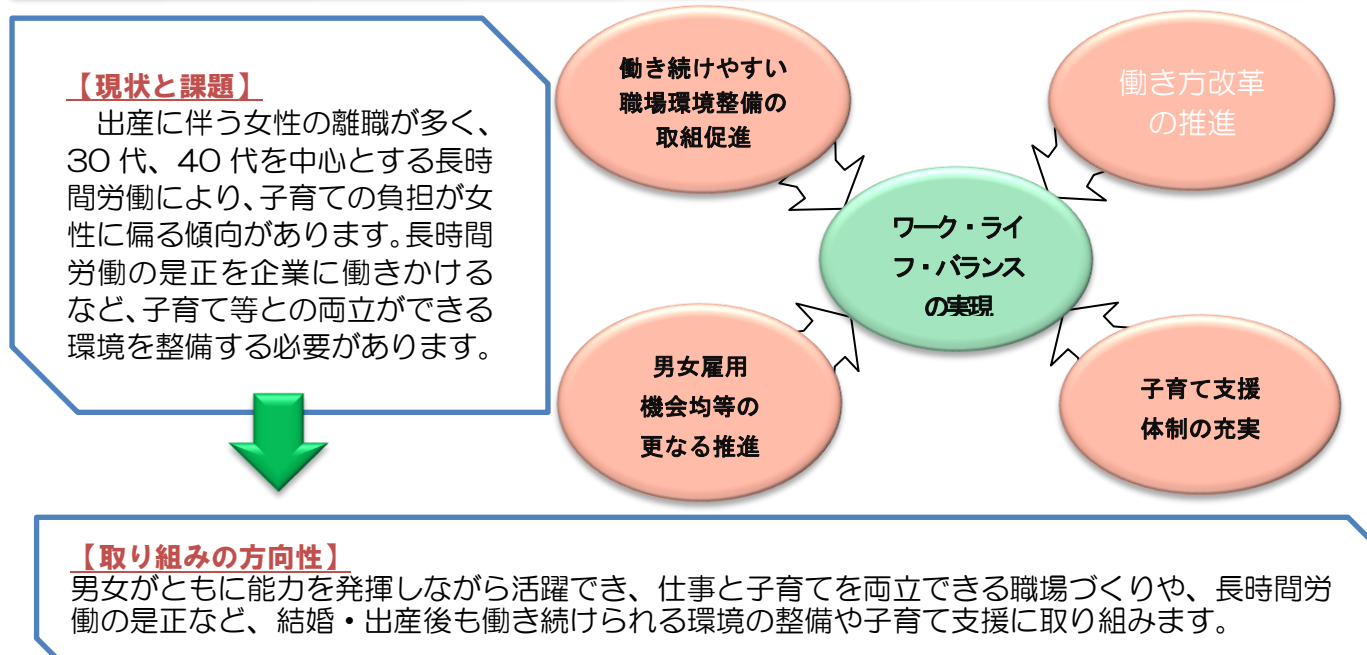 【現状と課題】
出産に伴う女性の離職が多く、
30代、40代を中心とする長時
間労働により、子育ての負担が女
性に偏る傾向があります。長時間
労働の是正を企業に働きかける
など、子育て等との両立ができる
環境を整備する必要があります。
働き続けやすい
職場環境整備の
取組促進
働き方改革
の推進
ワーク・ライ
フ・バランス
の実現
男女雇用
機会均等の
更なる推進
子育て支援
体制の充実
【取り組みの方向性】
男女がともに能力を発揮しながら活躍でき、仕事と子育てを両立できる職場づくりや、長時間労
働の是正など、結婚・出産後も働き続けられる環境の整備や子育て支援に取り組みます。